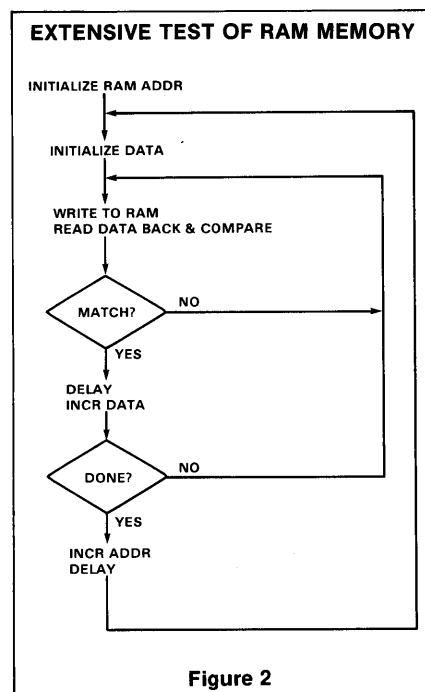 EXTENSIVE TEST OF RAM MEMORY
INITIALIZE RAM ADDR
INITIALIZE DATA
WRITE TO RAM
READ DATA BACK & COMPARE
MATCH?
NO
YES
DELAY
INCR DATA
DONE?
NO
YES
INCR ADDR
DELAY
Figure 2